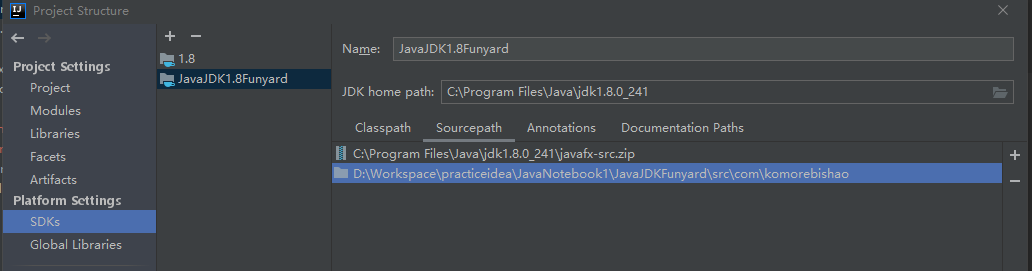 IJ Project Structure
Project Settings
Project
Modules
Libraries
Facets
Artifacts
Platform Settings
SDKs
Global Libraries
1.8
JavaJDK1.8Funyard
Name: JavaJDK1.8Funyard
JDK home path: C:\Program Files\Java\jdk1.8.0_241
Classpath Sourcepath Annotations Documentation Paths
C:\Program Files\Java\jdk1.8.0_241\javafx-src.zip
D:\Workspace\practiceidea\JavaNotebook1\JavaJDKFunyard\src\com\komorebishao